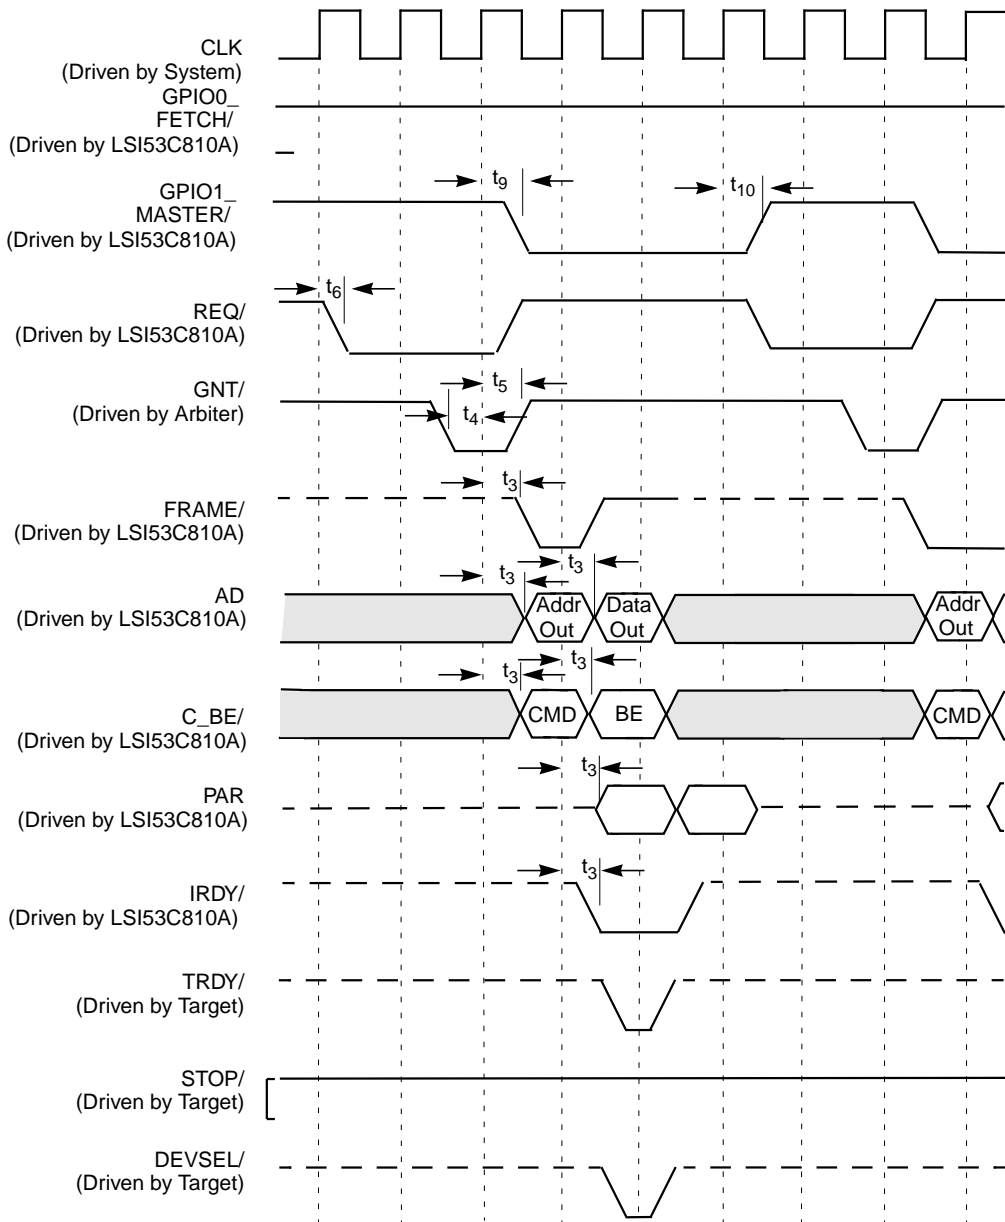 CLK
(Driven by System)
GPIO0_
FETCH/
(Driven by LSI53C810A)
t9
t10
GPIO1_
MASTER/
(Driven by LSI53C810A)
t6
REQ/
(Driven by LSI53C810A)
t5
GNT/
(Driven by Arbiter)
t4
t3
FRAME/
(Driven by LSI53C810A)
t3
t3
AD
(Driven by LSI53C810A)
Addr
Out
Data
Out
Addr
Out
t3
t3
C_BE/
(Driven by LSI53C810A)
CMD
BE
CMD
t3
PAR
(Driven by LSI53C810A)
t3
IRDY/
(Driven by LSI53C810A)
TRDY/
(Driven by Target)
STOP/
(Driven by Target)
DEVSEL/
(Driven by Target)